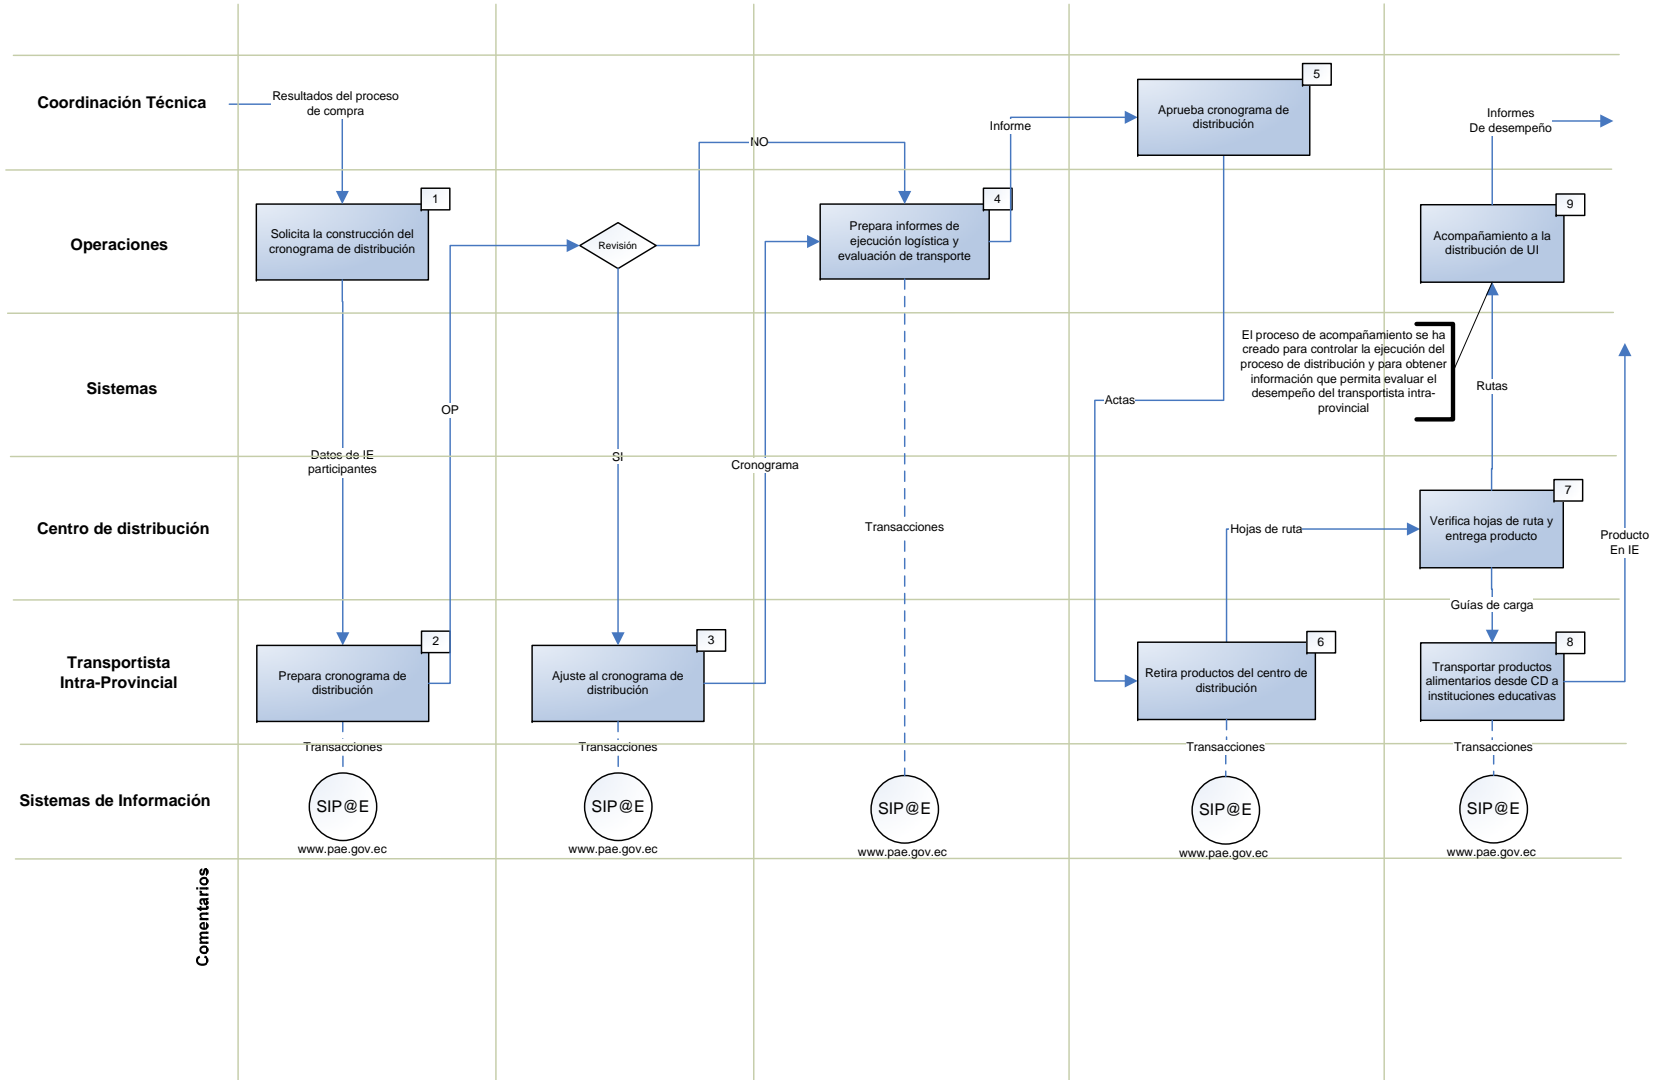 Coordinación Técnica
Resultados del proceso
de compra
NO
Informe
5
Aprueba cronograma de
distribución
Informes
De desempeño
Operaciones
1
Solicita la construcción del
cronograma de distribución
Revisión
4
Prepara informes de
ejecución logística y
evaluación de transporte
9
Acompañamiento a la
distribución de UI
Sistemas
OP
Actas
El proceso de acompañamiento se ha
creado para controlar la ejecución del
proceso de distribución y para obtener
información que permita evaluar el
desempeño del transportista intra-
provincial
Rutas
Datos de IE
participantes
SI
Cronograma
Centro de distribución
Transacciones
Hojas de ruta
7
Verifica hojas de ruta y
entrega producto
Producto
En IE
Guías de carga
Transportista
Intra-Provincial
2
Prepara cronograma de
distribución
3
Ajuste al cronograma de
distribución
6
Retira productos del centro de
distribución
8
Transportar productos
alimentarios desde CD a
instituciones educativas
Transacciones
Transacciones
Transacciones
Transacciones
Sistemas de Información
SIP@E
www.pae.gov.ec
SIP@E
www.pae.gov.ec
SIP@E
www.pae.gov.ec
SIP@E
www.pae.gov.ec
SIP@E
www.pae.gov.ec
Comentarios